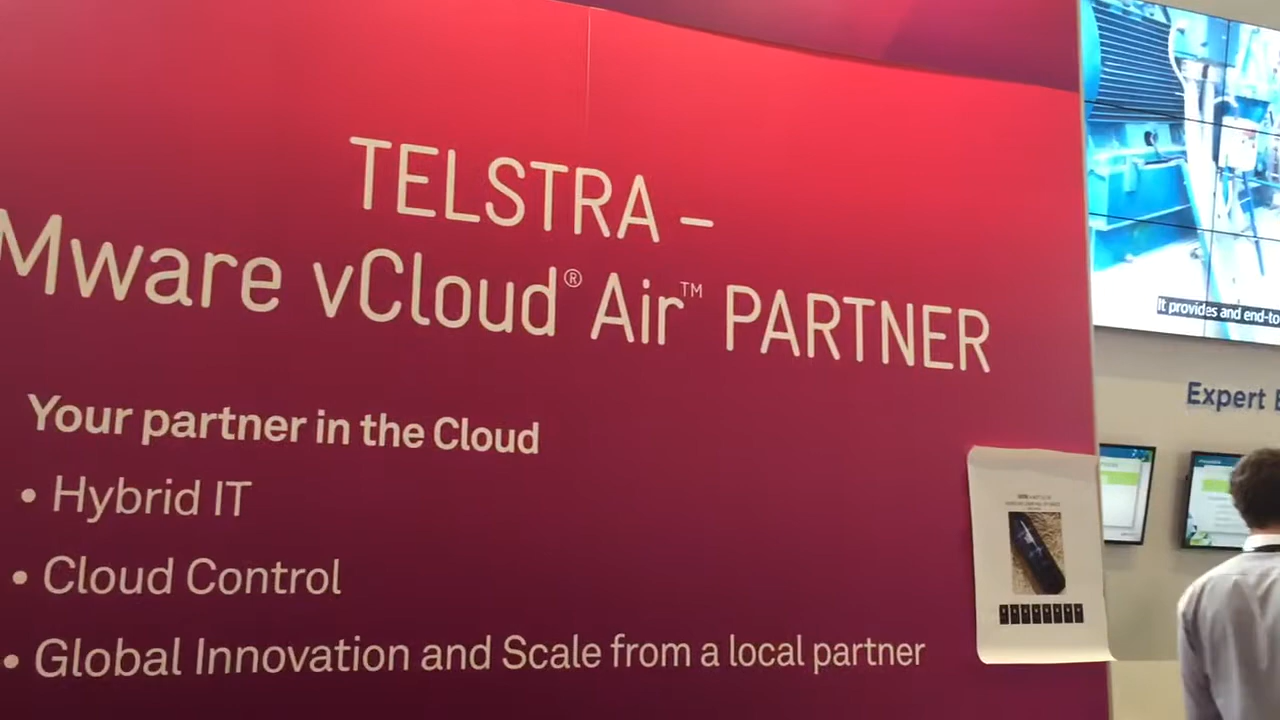 TELSTRA –
Mware vCloud® Air™ PARTNER
Your partner in the Cloud
• Hybrid IT
• Cloud Control
• Global Innovation and Scale from a local partner
It provides and end-to
Expert